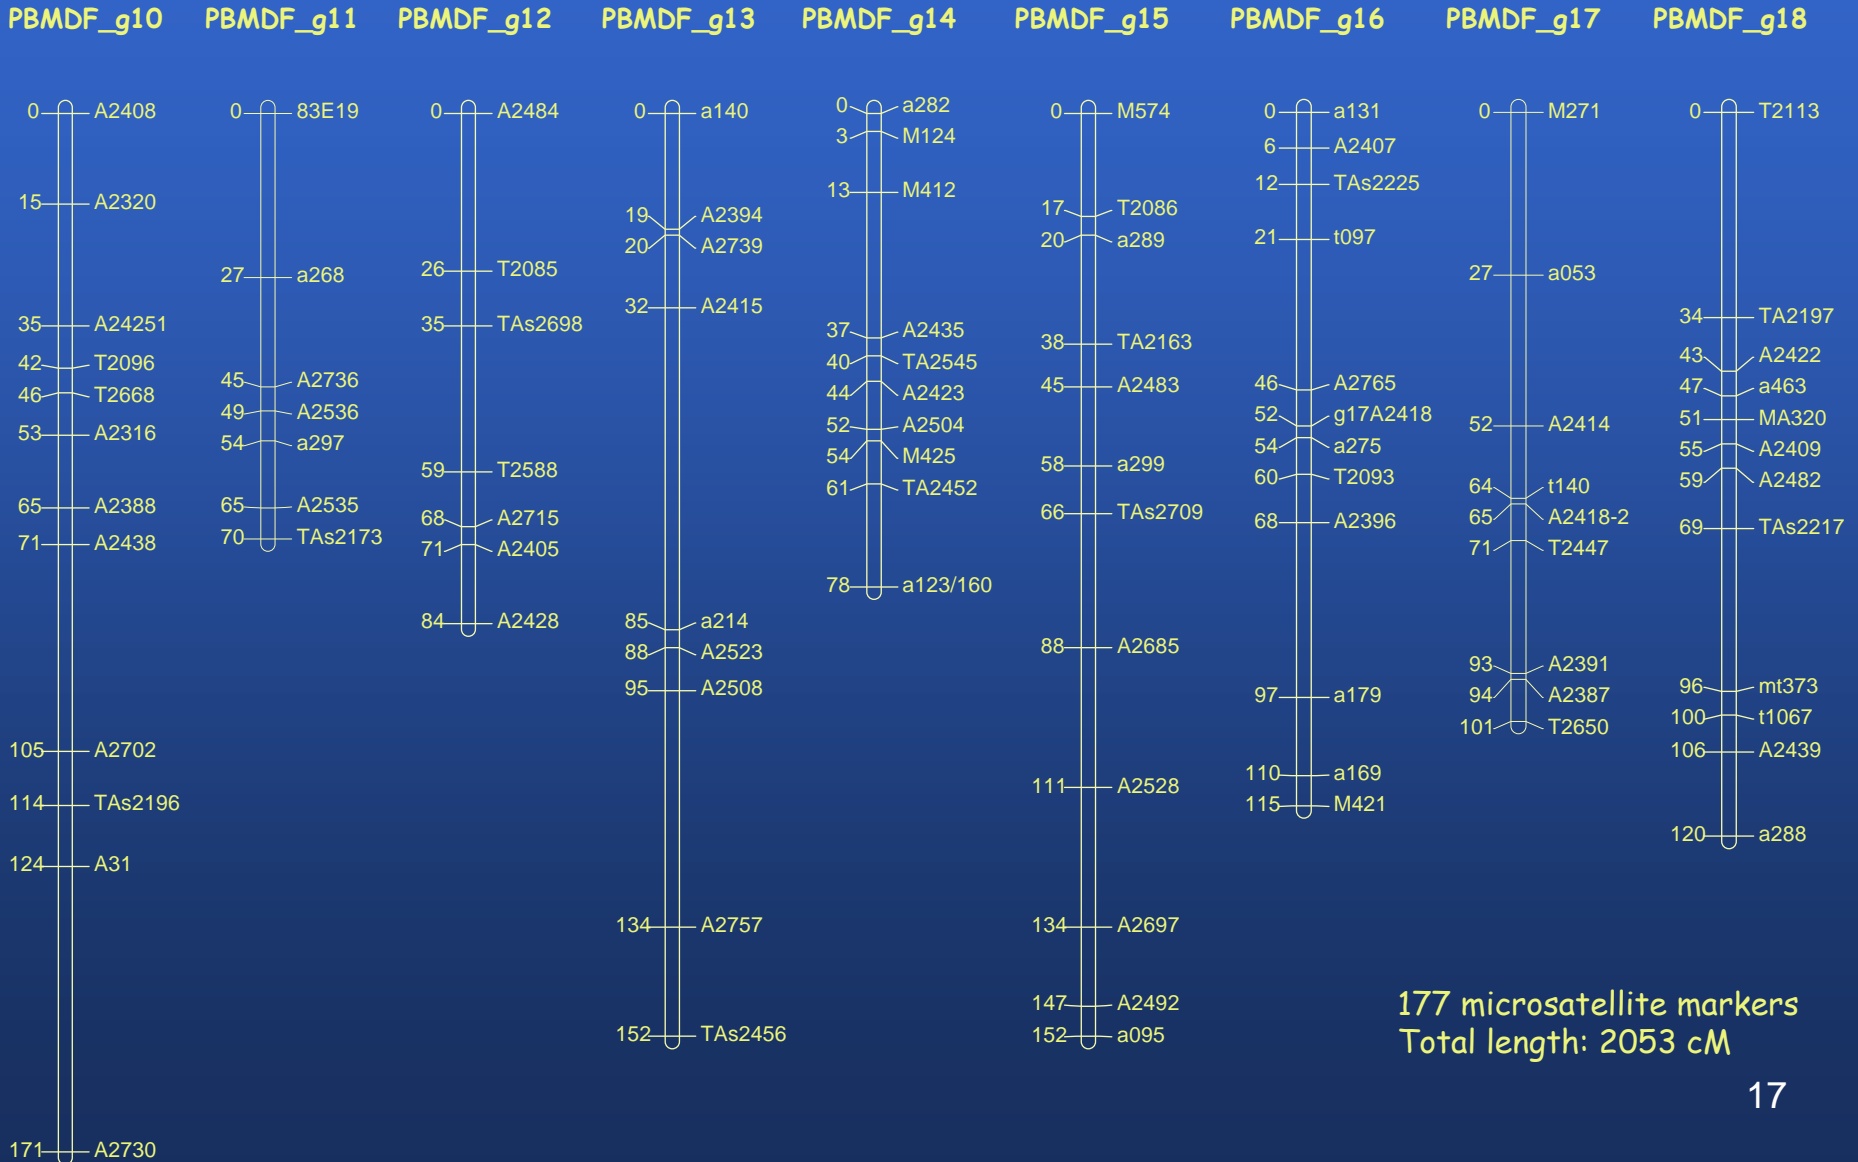 PBMDF_g10 PBMDF_g11 PBMDF_g12 PBMDF_g13 PBMDF_g14 PBMDF_g15 PBMDF_g16 PBMDF_g17 PBMDF_g18
0 A2408
15 A2320
35 A24251
42 T2096
46 T2668
53 A2316
65 A2388
71 A2438
105 A2702
114 TAs2196
124 A31
171 A2730
0 83E19
27 a268
45 A2736
49 A2536
54 a297
65 A2535
70 TAs2173
0 A2484
26 T2085
35 TAs2698
59 T2588
68 A2715
71 A2405
84 A2428
0 a140
19 A2394
20 A2739
32 A2415
85 a214
88 A2523
95 A2508
134 A2757
152 TAs2456
0 a282
3 M124
13 M412
37 A2435
40 TA2545
44 A2423
52 A2504
54 M425
61 TA2452
78 a123/160
0 M574
17 T2086
20 a289
38 TA2163
45 A2483
58 a299
66 TAs2709
88 A2685
111 A2528
134 A2697
147 A2492
152 a095
0 a131
6 A2407
12 TAs2225
21 t097
46 A2765
52 g17A2418
54 a275
60 T2093
68 A2396
97 a179
110 a169
115 M421
0 M271
27 a053
52 A2414
64 t140
65 A2418-2
71 T2447
93 A2391
94 A2387
101 T2650
0 T2113
34 TA2197
43 A2422
47 a463
51 MA320
55 A2409
59 A2482
69 TAs2217
96 mt373
100 t1067
106 A2439
120 a288
177 microsatellite markers
Total length: 2053 cM
17